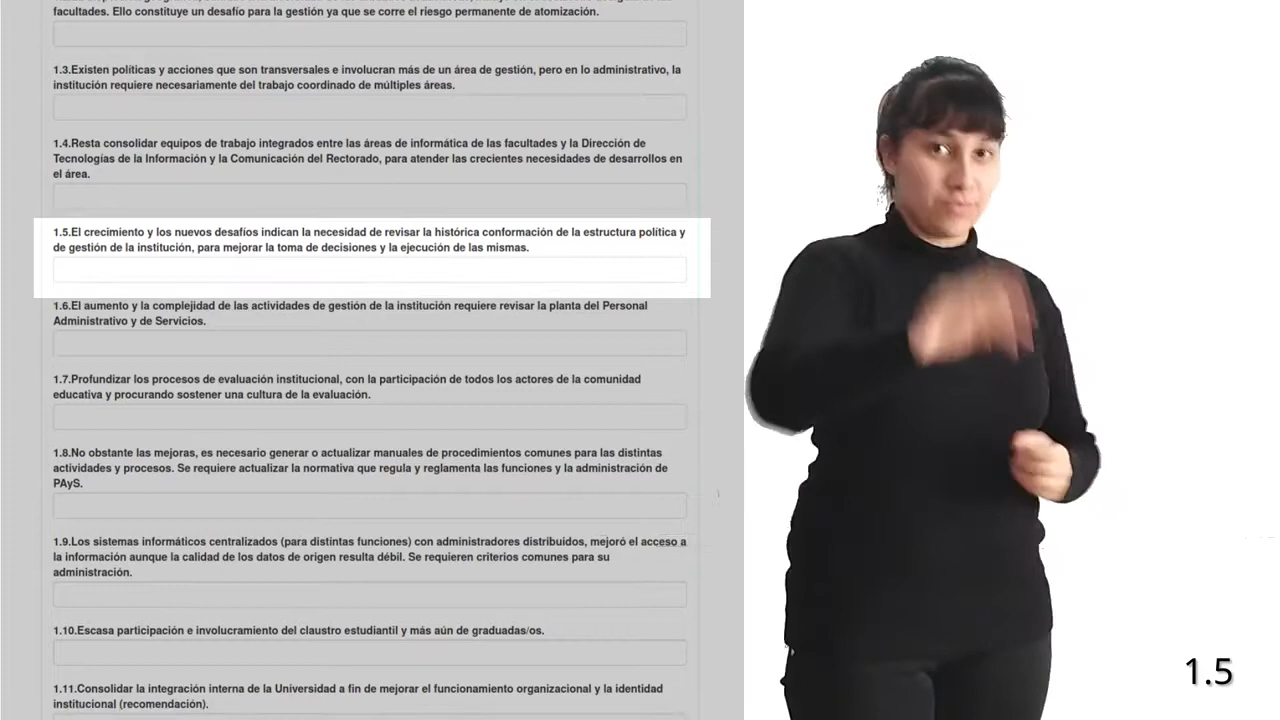 facultades. Ello constituye un desafío para la gestión ya que se corre el riesgo permanente de atomización.
1.3.Existen políticas y acciones que son transversales e involucran más de un área de gestión, pero en lo administrativo, la
institución requiere necesariamente del trabajo coordinado de múltiples áreas.
1.4.Resta consolidar equipos de trabajo integrados entre las áreas de informática de las facultades y la Dirección de
Tecnologías de la Información y la Comunicación del Rectorado, para atender las crecientes necesidades de desarrollos en
el área.
1.5.El crecimiento y los nuevos desafíos indican la necesidad de revisar la histórica conformación de la estructura política y
de gestión de la institución, para mejorar la toma de decisiones y la ejecución de las mismas.
1.6.El aumento y la complejidad de las actividades de gestión de la institución requiere revisar la planta del Personal
Administrativo y de Servicios.
1.7.Profundizar los procesos de evaluación institucional, con la participación de todos los actores de la comunidad
educativa y procurando sostener una cultura de la evaluación.
1.8.No obstante las mejoras, es necesario generar o actualizar manuales de procedimientos comunes para las distintas
actividades y procesos. Se requiere actualizar la normativa que regula y reglamenta las funciones y la administración de
PAyS.
1.9.Los sistemas informáticos centralizados (para distintas funciones) con administradores distribuidos, mejoró el acceso a
la información aunque la calidad de los datos de origen resulta débil. Se requieren criterios comunes para su
administración.
1.10.Escasa participación e involucramiento del claustro estudiantil y más aún de graduadas/os.
1.11.Consolidar la integración interna de la Universidad a fin de mejorar el funcionamiento organizacional y la identidad
institucional (recomendación).
1.5